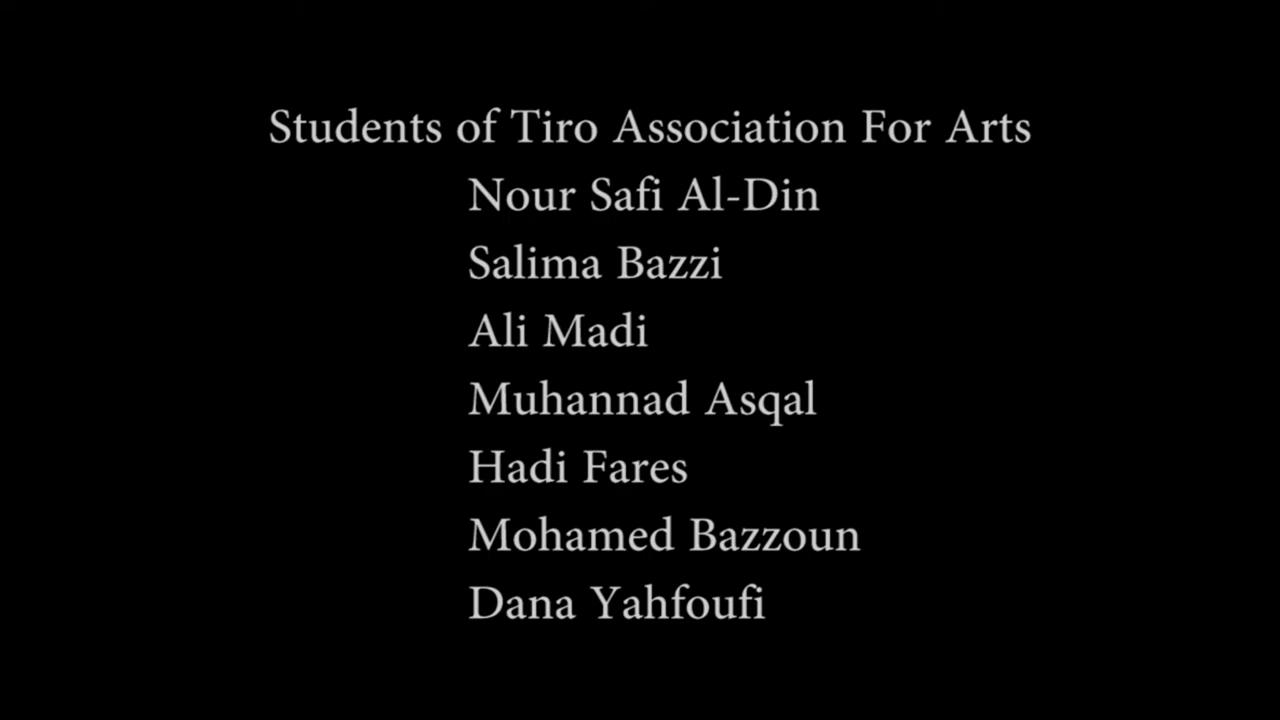 Students of Tiro Association For Arts
Nour Safi Al-Din
Salima Bazzi
Ali Madi
Muhannad Asqal
Hadi Fares
Mohamed Bazzoun
Dana Yahfoufi